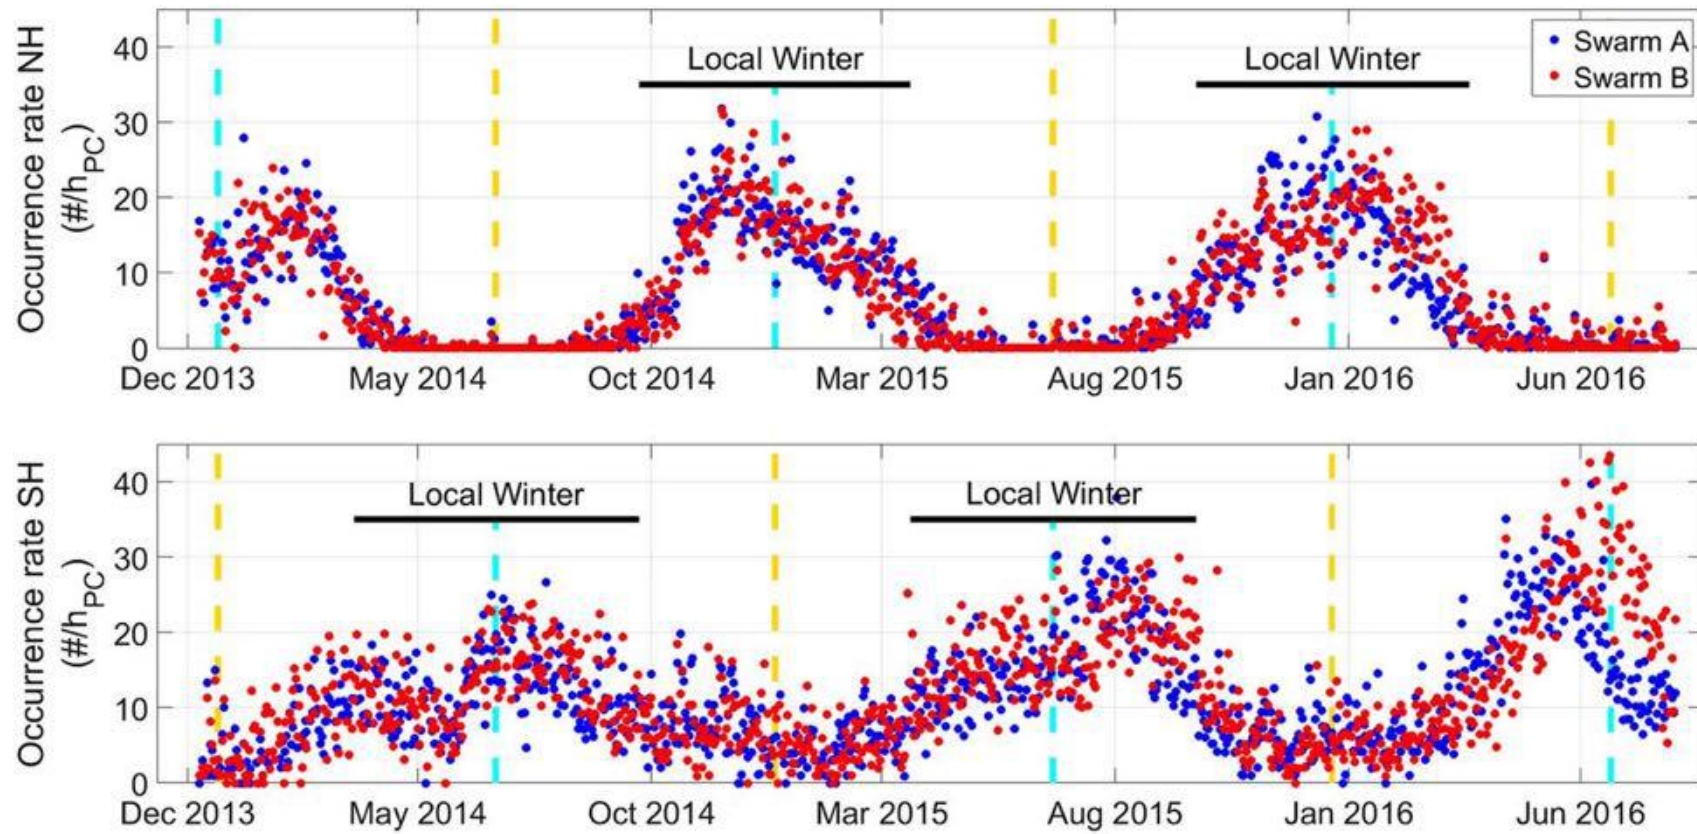 Occurrence rate NH
(#/hPC)
40
30
20
10
0
Local Winter
Local Winter
Swarm A
Swarm B
Dec 2013
May 2014
Oct 2014
Mar 2015
Aug 2015
Jan 2016
Jun 2016
Occurrence rate SH
(#/hPC)
40
30
20
10
0
Local Winter
Local Winter
Dec 2013
May 2014
Oct 2014
Mar 2015
Aug 2015
Jan 2016
Jun 2016